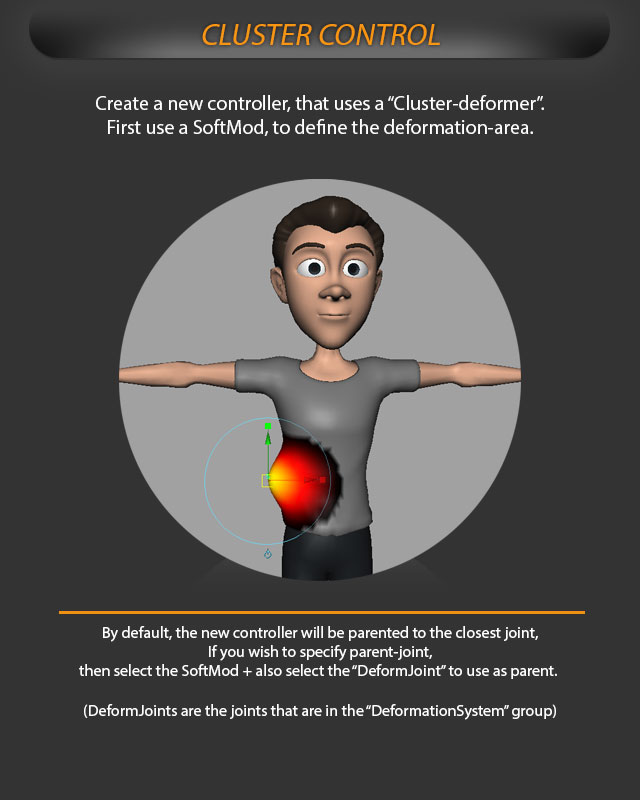 CLUSTER CONTROL
Create a new controller, that uses a “Cluster-deformer”.
First use a SoftMod, to define the deformation-area.
By default, the new controller will be parented to the closest joint,
If you wish to specify parent-joint,
then select the SoftMod + also select the “DeformJoint” to use as parent.
(DeformJoints are the joints that are in the “DeformationSystem” group)